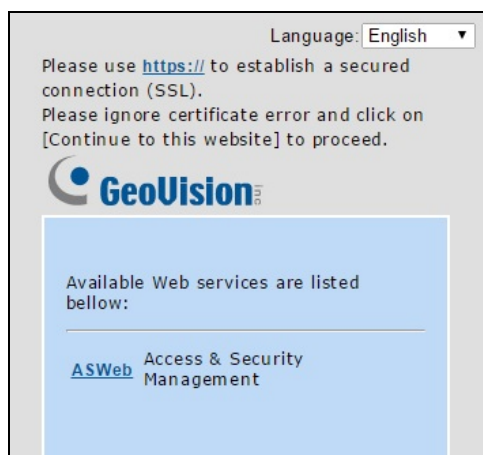 Language: English
Please use https:// to establish a secured
connection (SSL).
Please ignore certificate error and click on
[Continue to this website] to proceed.
GeoVision Inc
Available Web services are listed
bellow:
ASWeb Access & Security
Management